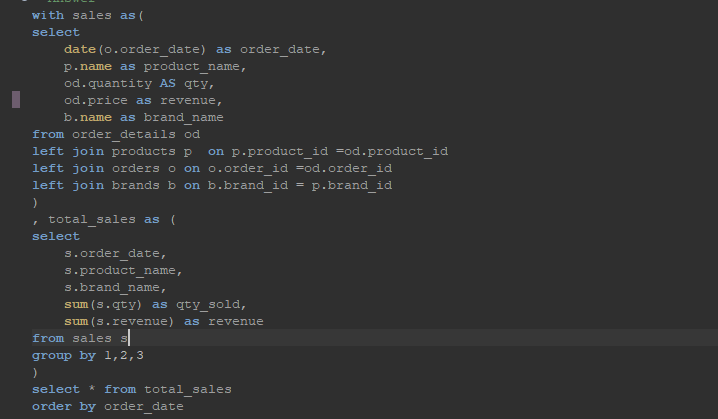 with sales as(
select
date(o.order_date) as order_date,
p.name as product_name,
od.quantity AS qty,
od.price as revenue,
b.name as brand_name
from order_details od
left join products p  on p.product_id =od.product_id
left join orders o on o.order_id =od.order_id
left join brands b on b.brand_id = p.brand_id
)
, total_sales as (
select
s.order_date,
s.product_name,
s.brand_name,
sum(s.qty) as qty_sold,
sum(s.revenue) as revenue
from sales s
group by 1,2,3
)
select * from total_sales
order by order_date